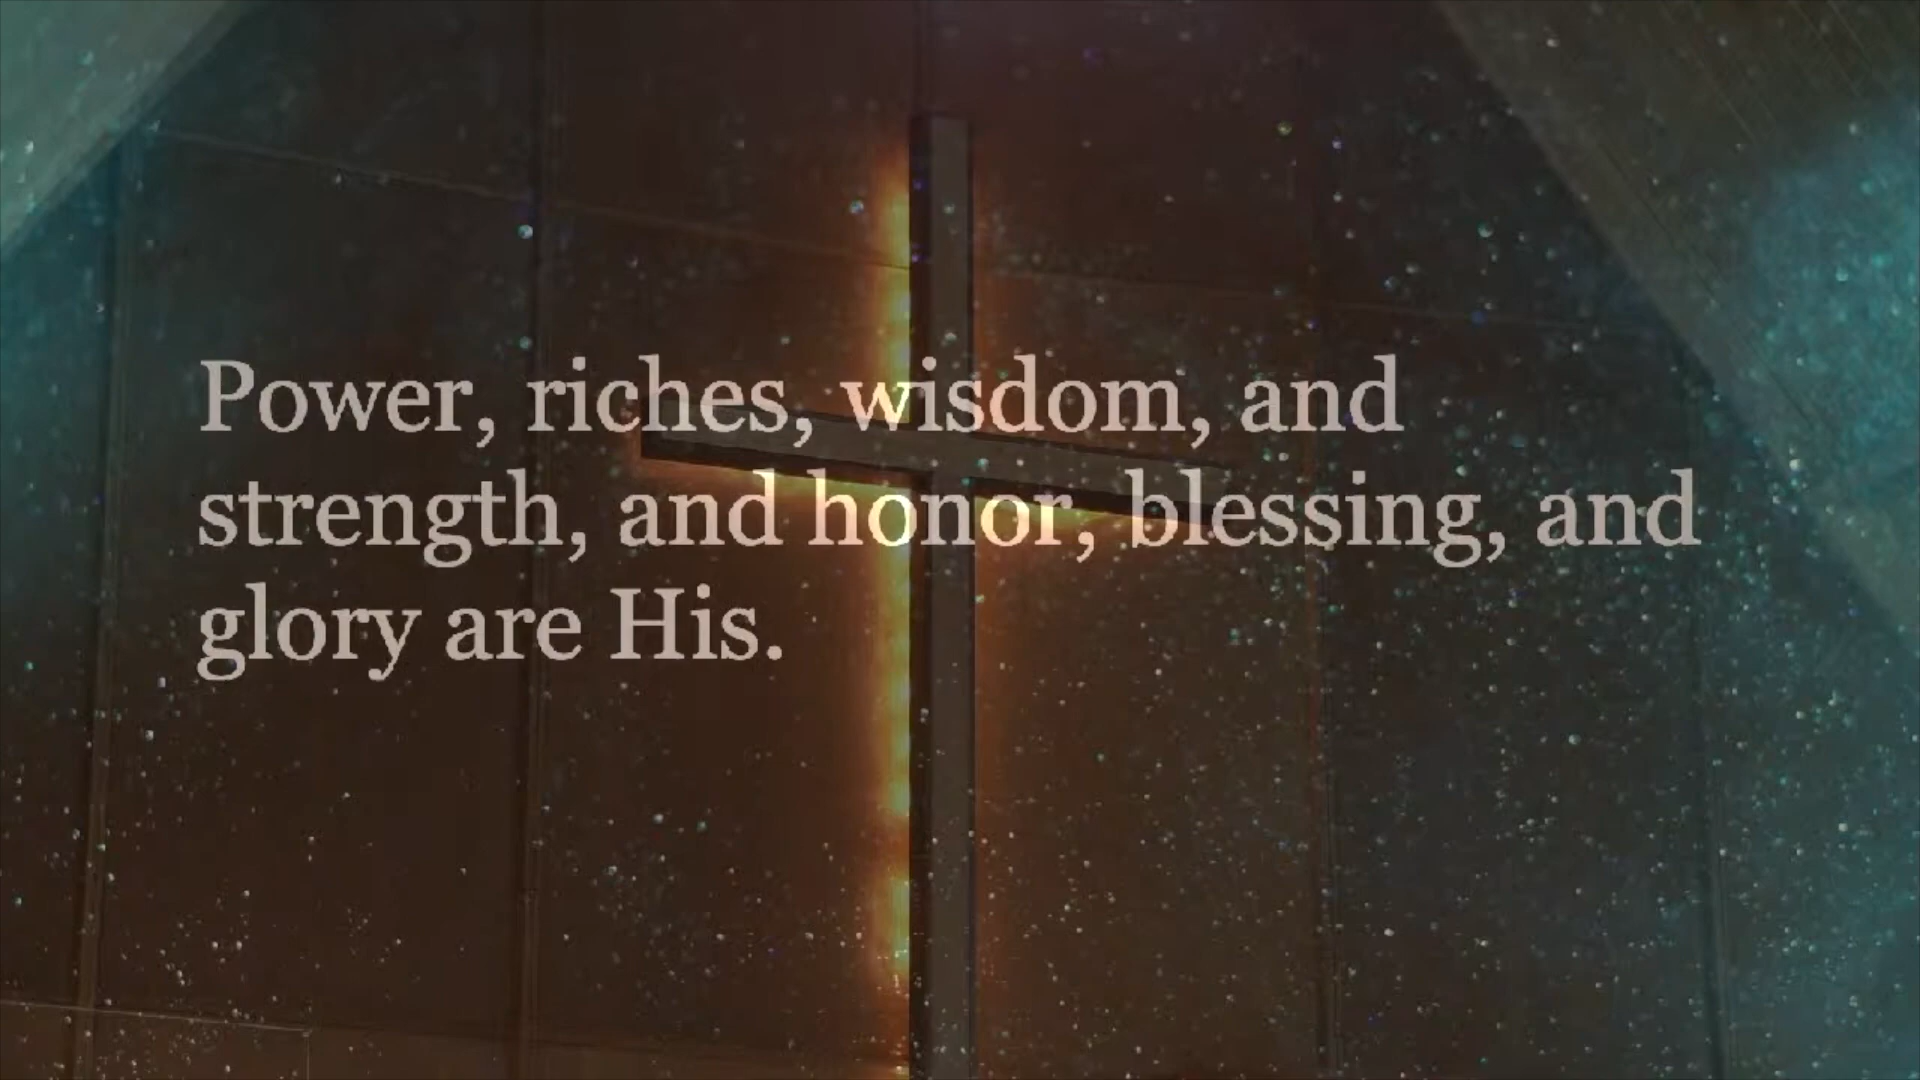 Power, riches, wisdom, and
strength, and honor, blessing, and
glory are His.